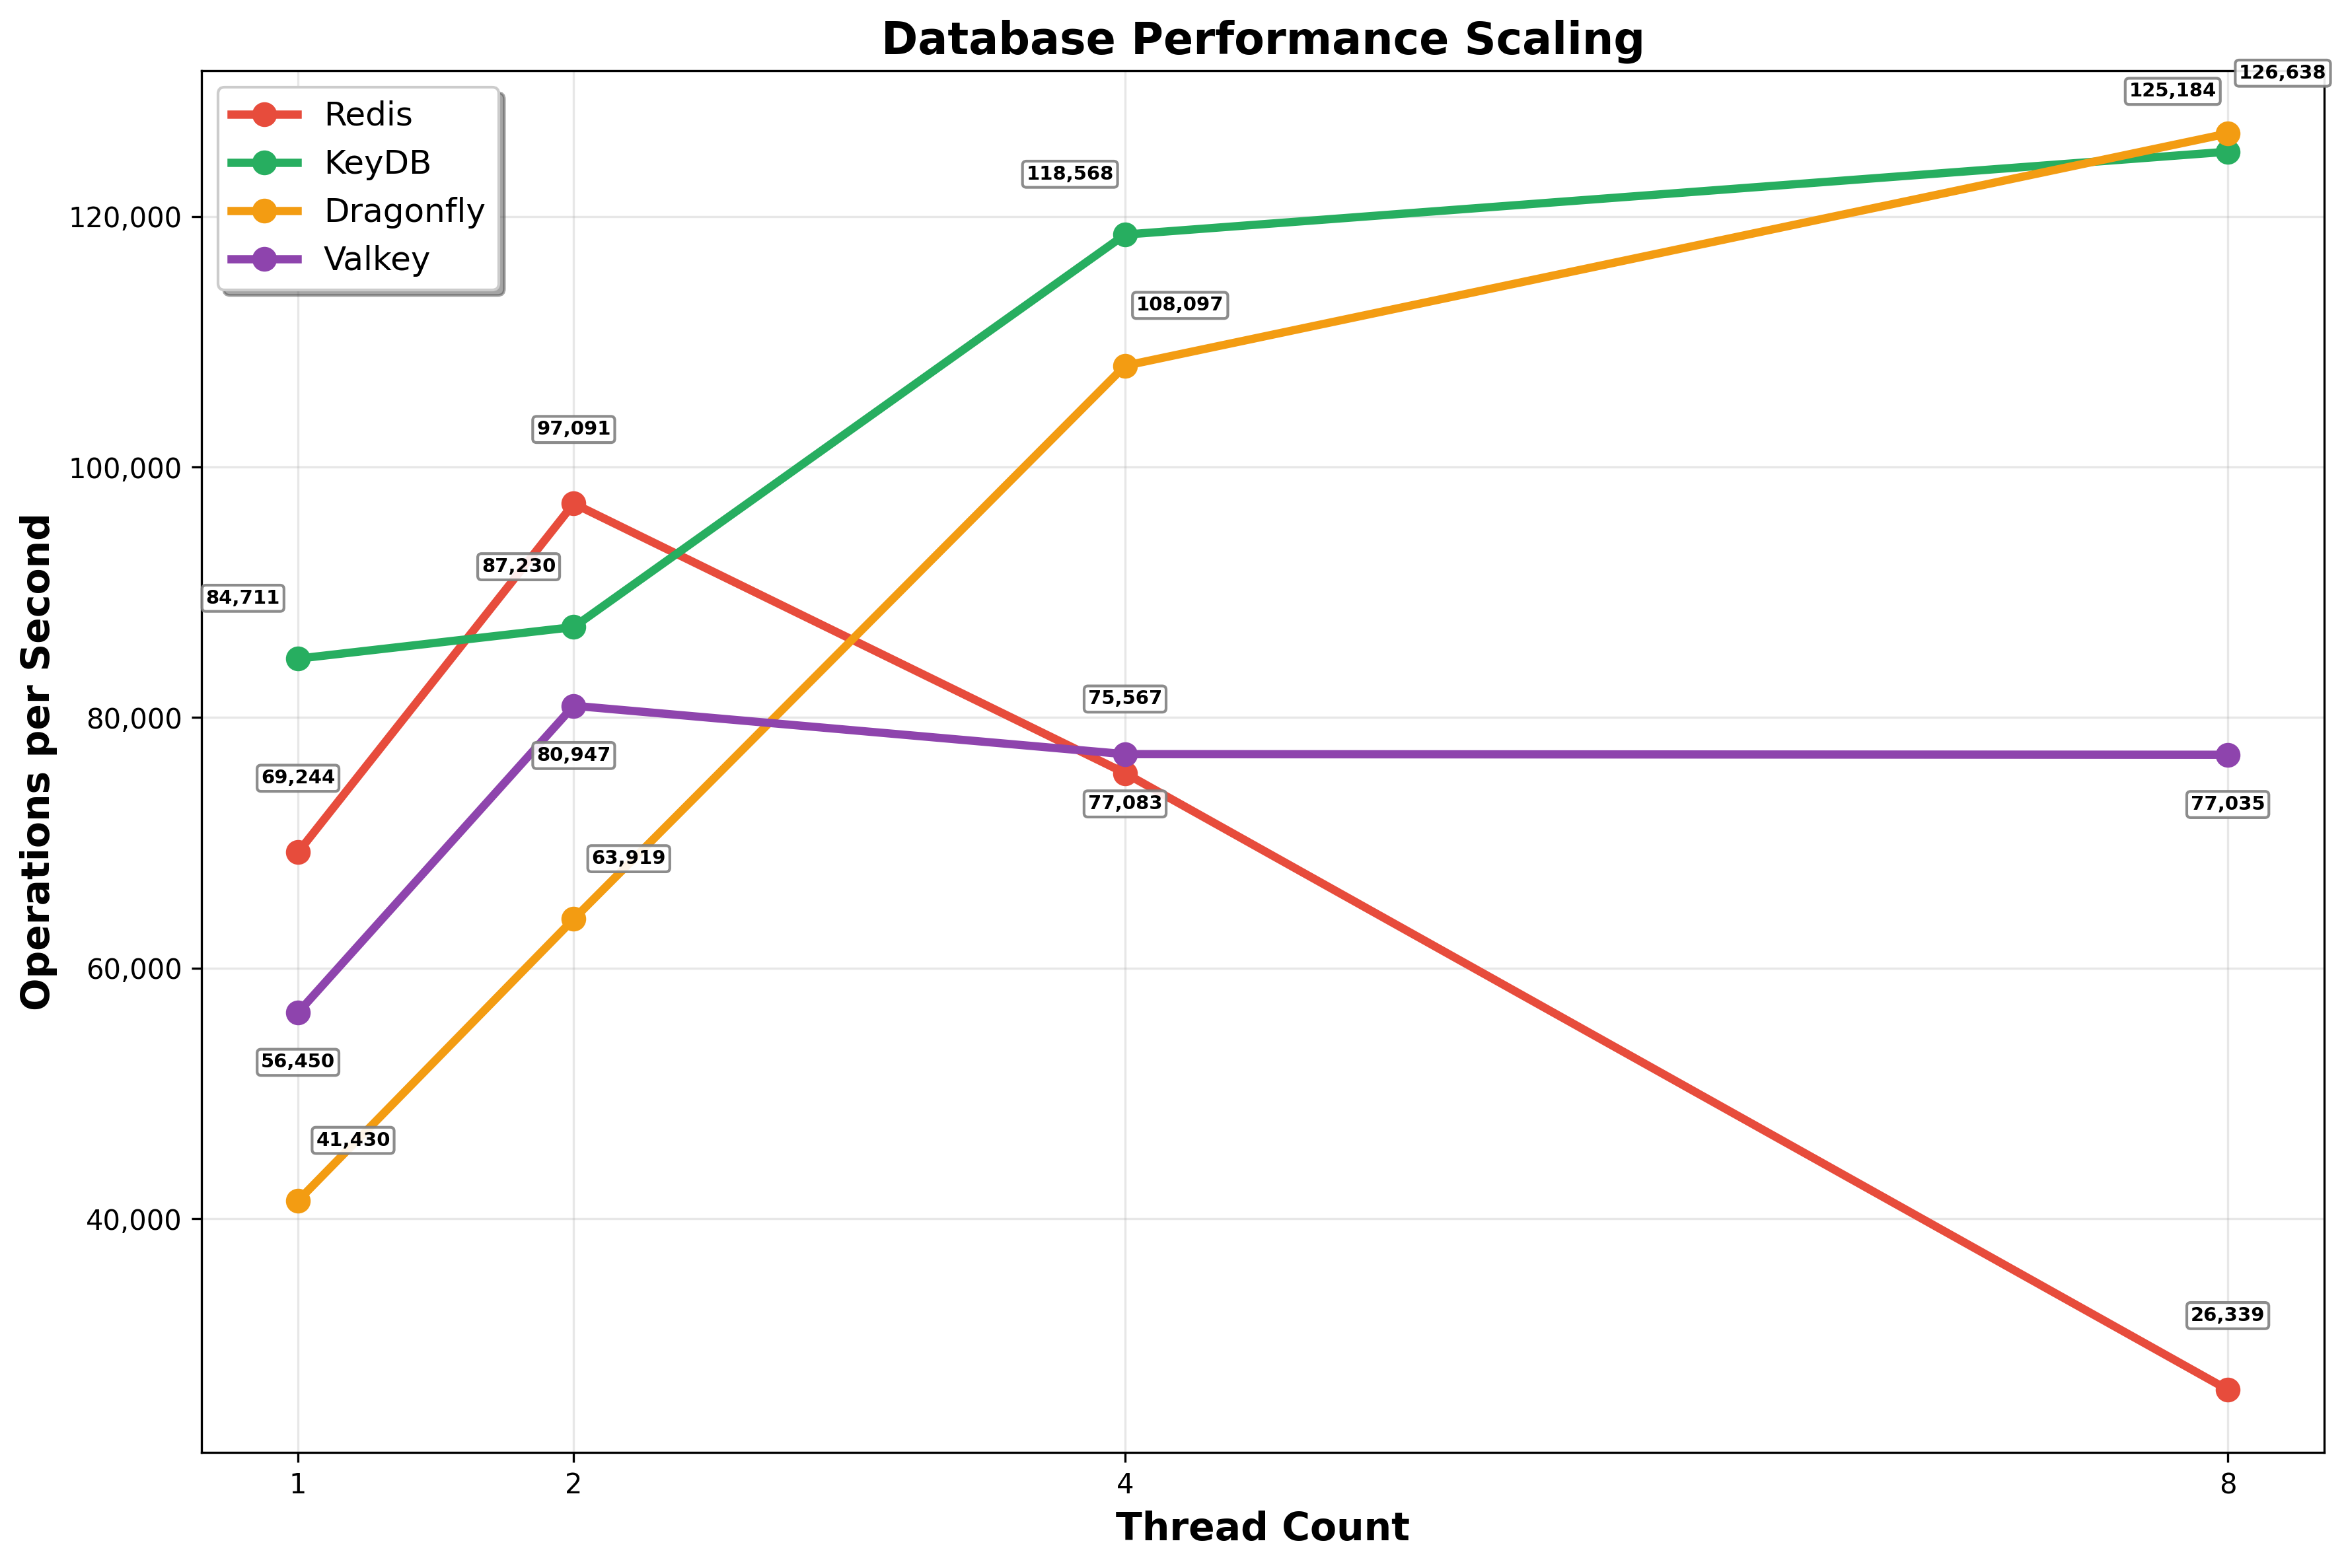 Database Performance Scaling
Redis
KeyDB
Dragonfly
Valkey
126,638
125,184
118,568
108,097
97,091
87,230
84,711
75,567
80,947
69,244
77,083
77,035
63,919
56,450
41,430
26,339
120,000
100,000
80,000
60,000
40,000
Operations per Second
1 2 4 8
Thread Count